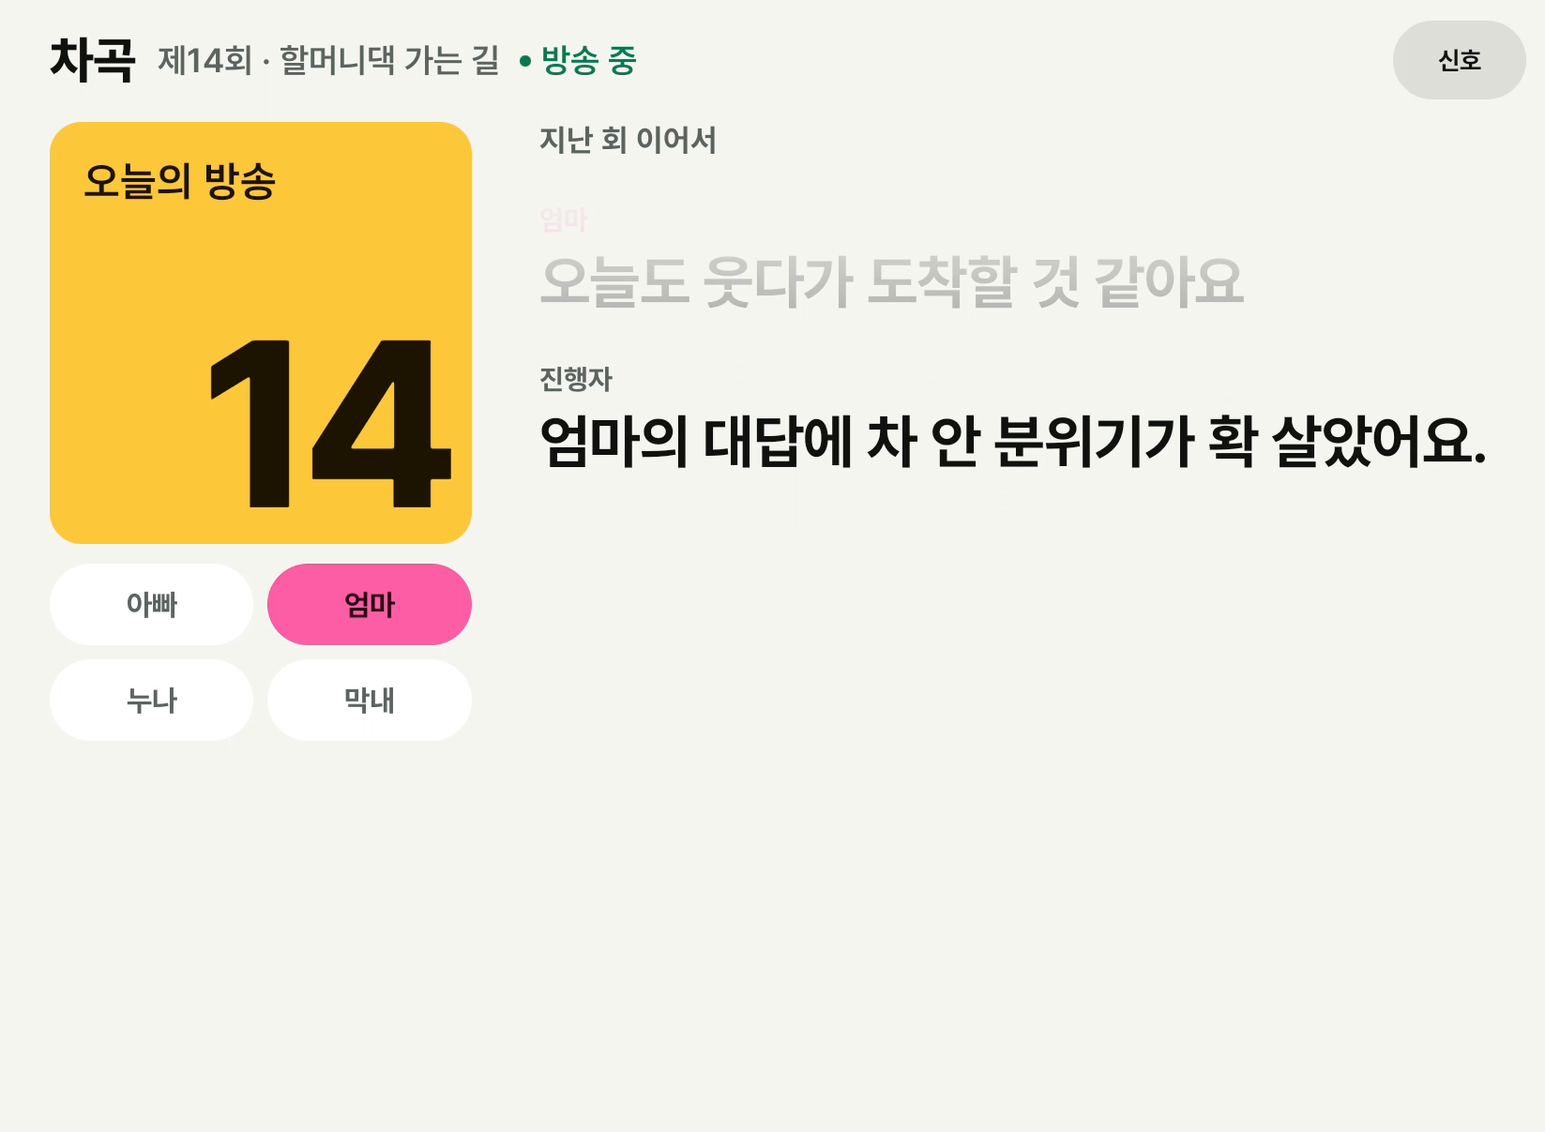 차곡 제14회 · 할머니댁 가는 길 • 방송 중
신호
오늘의 방송
14
아빠
엄마
누나
막내
지난 회 이어서
엄마
오늘도 웃다가 도착할 것 같아요
진행자
엄마의 대답에 차 안 분위기가 확 살았어요.